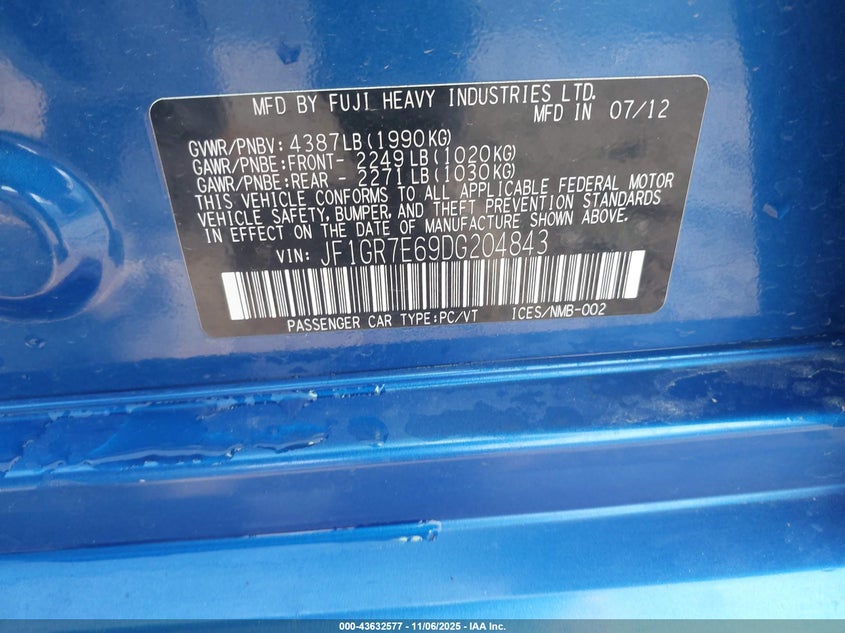 MFD BY FUJI HEAVY INDUSTRIES LTD.
MFD IN 07/12
GVWR/PNBV: 4387LB(1990KG)
GAWR/PNBE:FRONT- 2249LB(1020KG)
GAWR/PNBE:REAR - 2271LB(1030KG)
THIS VEHICLE CONFORMS TO ALL APPLICABLE FEDERAL MOTOR
VEHICLE SAFETY, BUMPER, AND THEFT PREVENTION STANDARDS
IN EFFECT ON THE DATE OF MANUFACTURE SHOWN ABOVE.
VIN: JF1GR7E69DG204843
PASSENGER CAR TYPE:PC/VT ICES/NMB-002
000-43632577 - 11/06/2025 - IAA Inc.